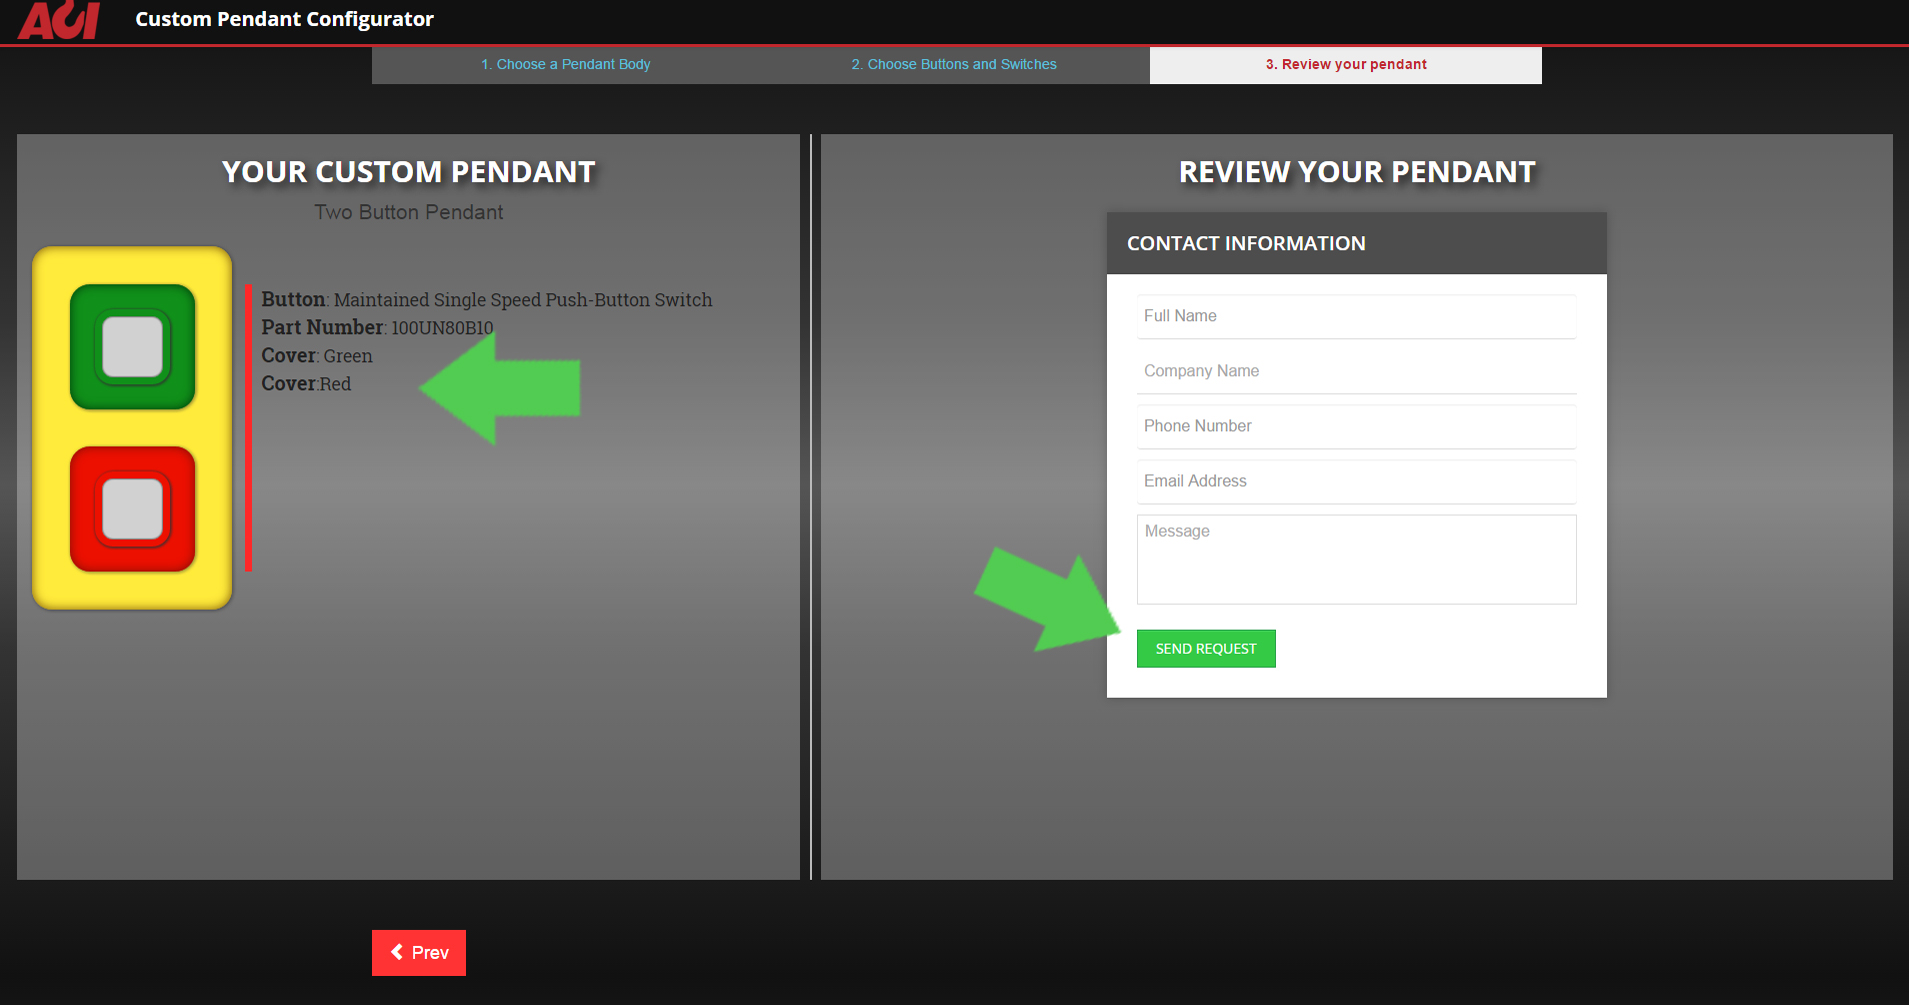 ACI
Custom Pendant Configurator
1. Choose a Pendant Body
2. Choose Buttons and Switches
3. Review your pendant
YOUR CUSTOM PENDANT
Two Button Pendant
Button: Maintained Single Speed Push-Button Switch
Part Number: 100UN80B10
Cover: Green
Cover:Red
REVIEW YOUR PENDANT
CONTACT INFORMATION
Full Name
Company Name
Phone Number
Email Address
Message
SEND REQUEST
Prev